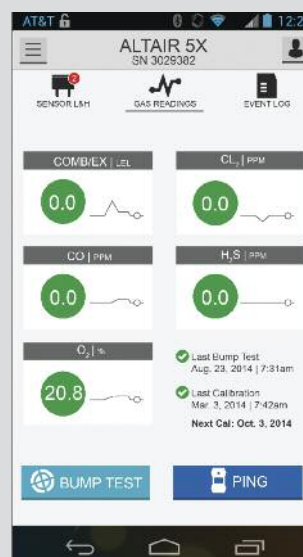 AT&T
12:2
ALTAIR 5X
SN 3029382
2
SENSOR L&H
GAS READINGS
EVENT LOG
COMB/EX | LEL
CL₂ | PPM
0.0
0.0
CO | PPM
H₂S | PPM
0.0
0.0
O₂ | %
20.8
Last Bump Test
Aug. 23, 2014 | 7:31am
Last Calibration
Mar. 3, 2014 | 7:42am
Next Cal: Oct. 3, 2014
BUMP TEST
PING